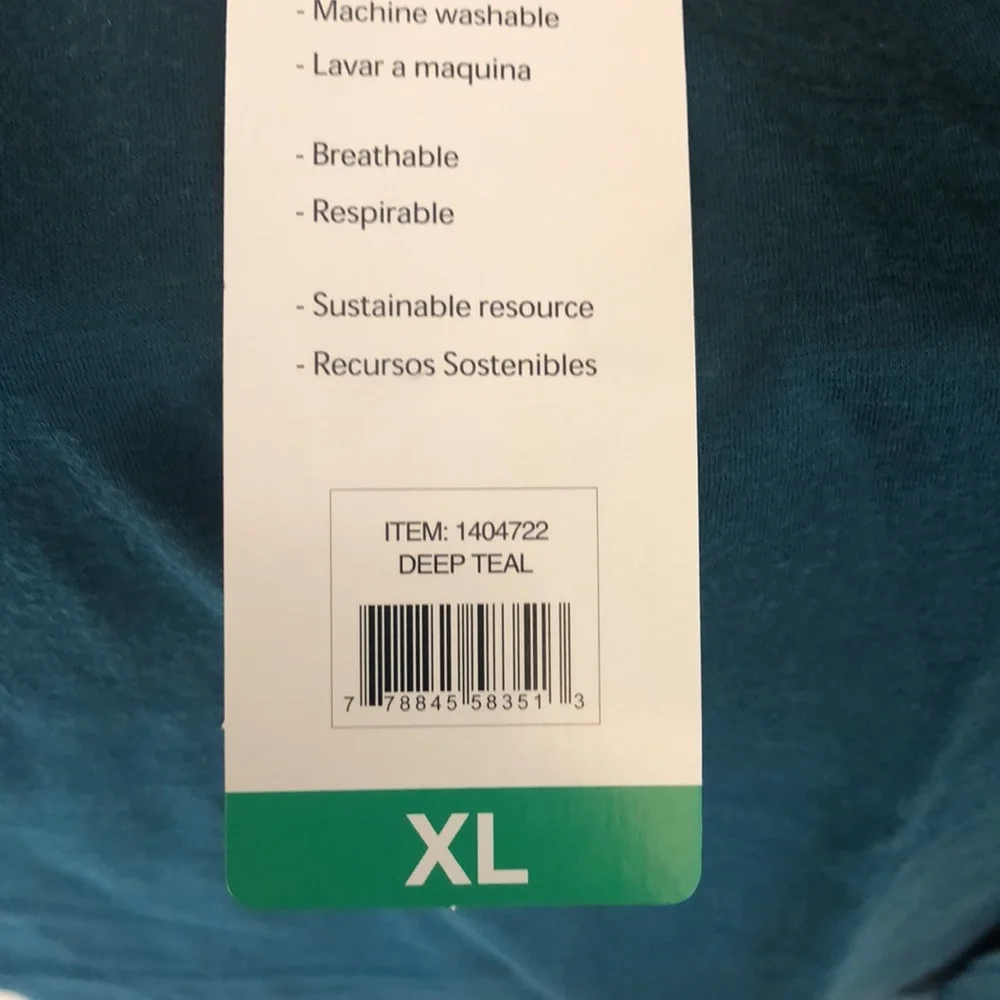 - Machine washable
- Lavar a maquina
- Breathable
- Respirable
- Sustainable resource
- Recursos Sostenibles
ITEM: 1404722
DEEP TEAL
7 78845 58351 3
XL